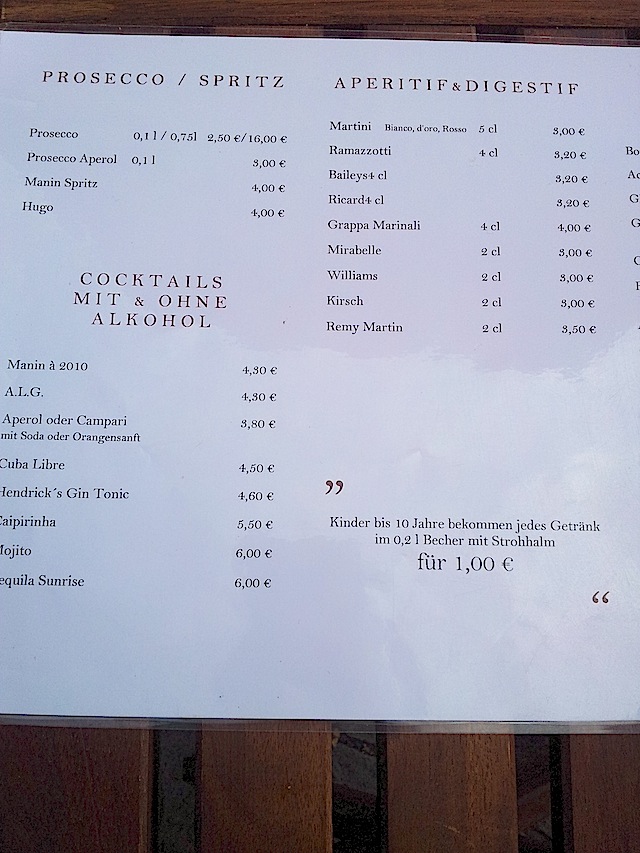 PROSECCO / SPRITZ
Prosecco 0,1 l / 0,75l 2,50 €/16,00 €
Prosecco Aperol 0,1 l 3,00 €
Manin Spritz 4,00 €
Hugo 4,00 €
COCKTAILS
MIT & OHNE
ALKOHOL
Manin à 2010 4,30 €
A.L.G. 4,30 €
Aperol oder Campari 3,80 €
mit Soda oder Orangensanft
Cuba Libre 4,50 €
Hendrick´s Gin Tonic 4,60 €
Caipirinha 5,50 €
Mojito 6,00 €
equila Sunrise 6,00 €
APERITIF&DIGESTIF
Martini Bianco, d'oro, Rosso 5 cl 3,00 €
Ramazzotti 4 cl 3,20 €
Baileys4 cl 3,20 €
Ricard4 cl 3,20 €
Grappa Marinali 4 cl 4,00 €
Mirabelle 2 cl 3,00 €
Williams 2 cl 3,00 €
Kirsch 2 cl 3,00 €
Remy Martin 2 cl 3,50 €
”
Kinder bis 10 Jahre bekommen jedes Getränk
im 0,2 l Becher mit Strohhalm
für 1,00 €
“
Bo
Ac
G
G